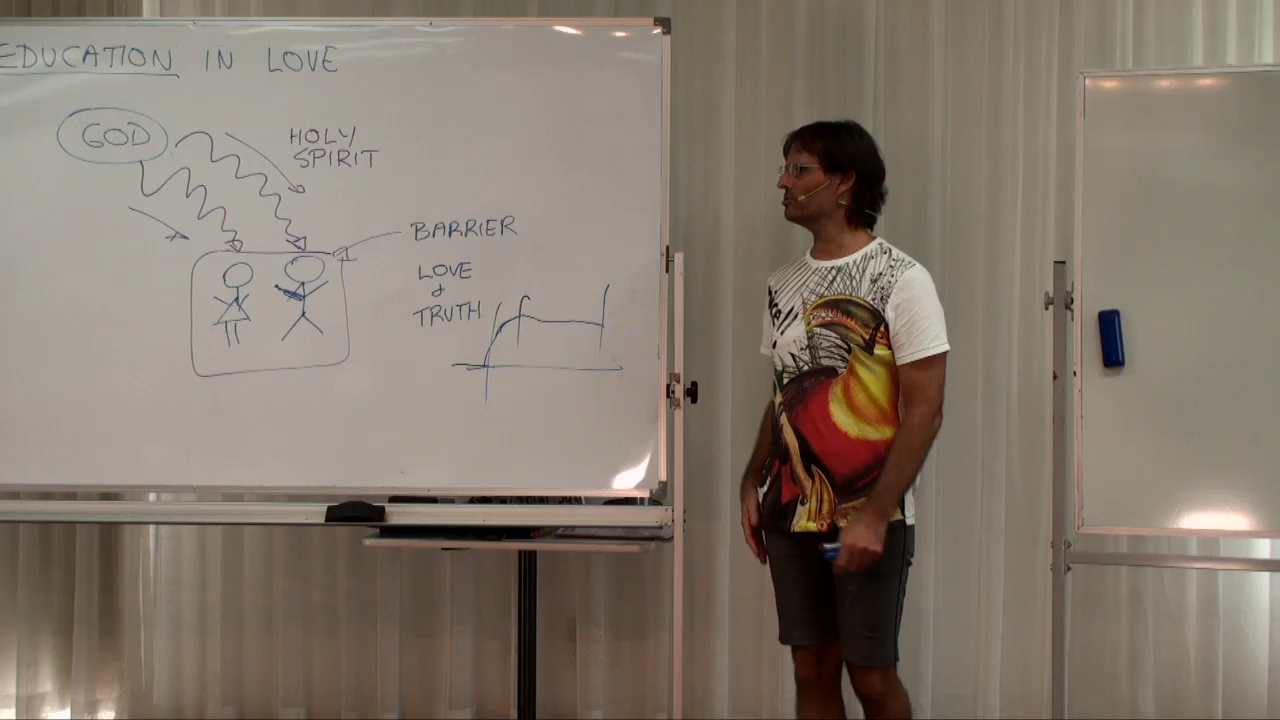 EDUCATION IN LOVE
GOD
HOLY
SPIRIT
BARRIER
LOVE
&
TRUTH